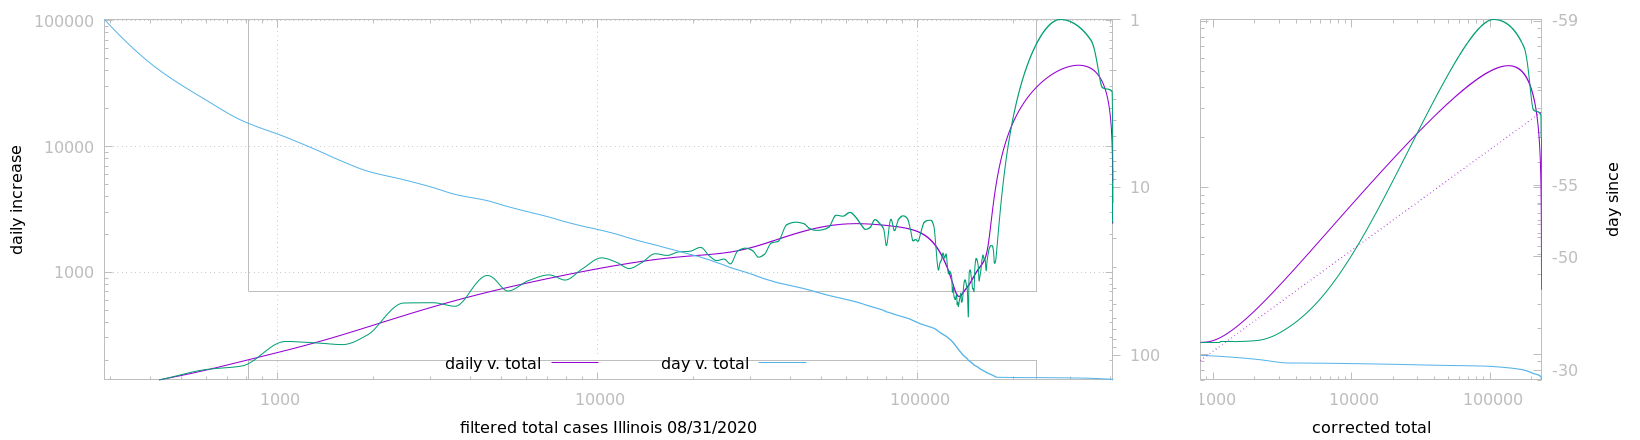 100000
10000
1000
daily increase
1000
10000
100000
filtered total cases Illinois 08/31/2020
daily v. total
day v. total
1
10
100
1000
10000
100000
corrected total
-59
-55
-50
-30
day since